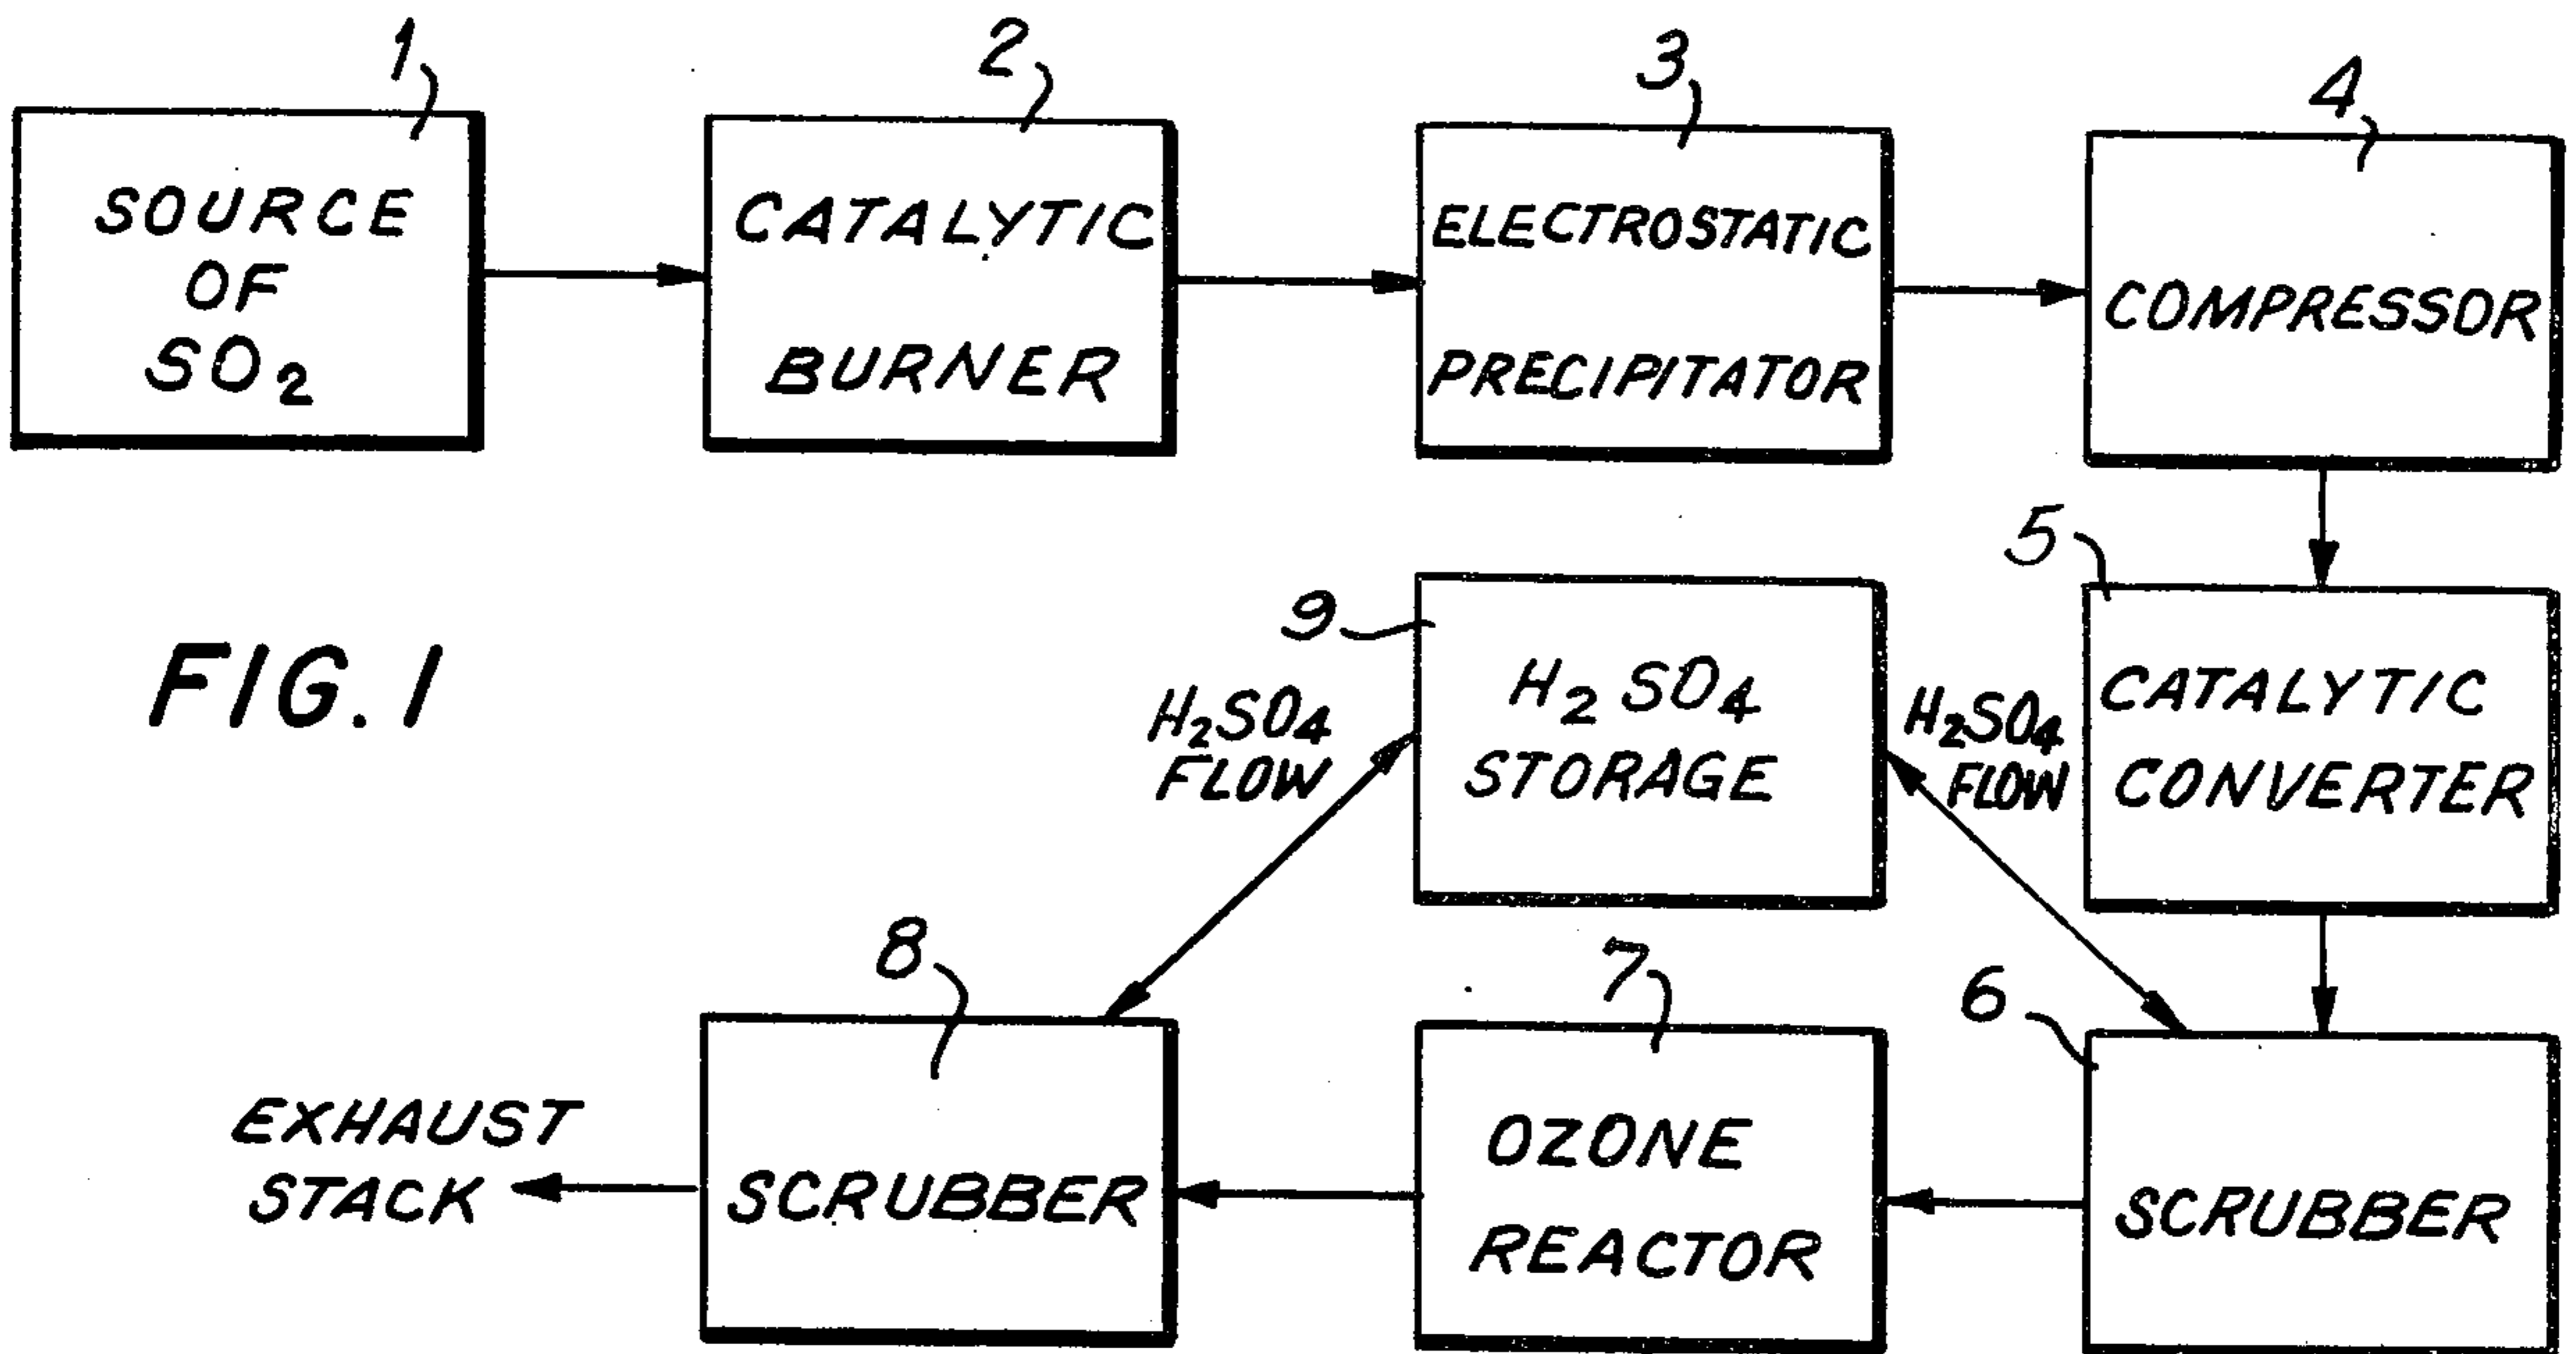 1
SOURCE
OF
SO₂
2
CATALYTIC
BURNER
3
ELECTROSTATIC
PRECIPITATOR
4
COMPRESSOR
5
CATALYTIC
CONVERTER
FIG. 1
9
H₂SO₄
STORAGE
H₂SO₄
FLOW
H₂SO₄
FLOW
8
SCRUBBER
7
OZONE
REACTOR
6
SCRUBBER
EXHAUST
STACK